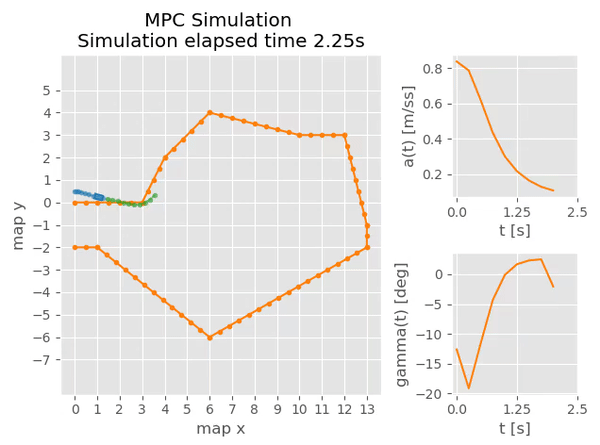 MPC Simulation
Simulation elapsed time 2.25s
5
4
3
2
1
0
−1
−2
−3
−4
−5
−6
−7
map y
0 1 2 3 4 5 6 7 8 9 10 11 12 13
map x
0.8
0.6
0.4
0.2
a(t) [m/ss]
0.0 1.25 2.5
t [s]
0
−5
−10
−15
−20
gamma(t) [deg]
0.0 1.25 2.5
t [s]